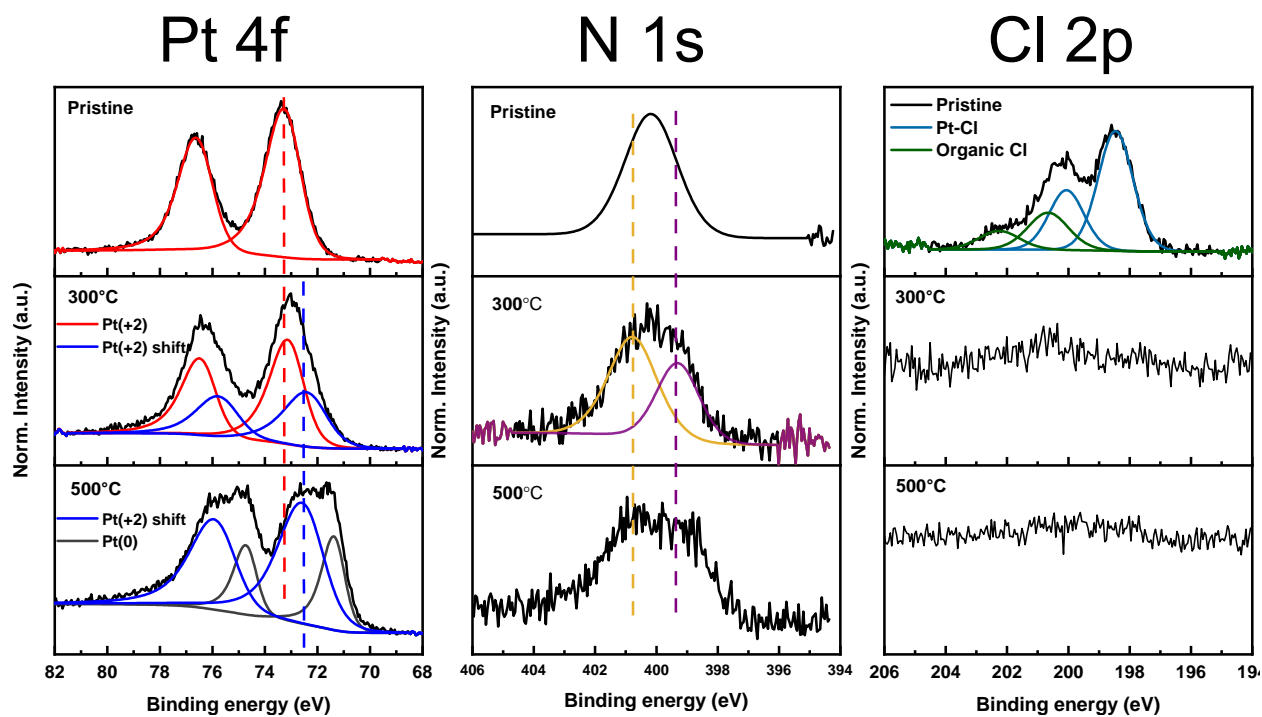 Pt 4f
N 1s
Cl 2p
Norm. Intensity (a.u.)
Pristine
300°C
Pt(+2)
Pt(+2) shift
500°C
Pt(+2) shift
Pt(0)
82 80 78 76 74 73 72 70 68
Binding energy (eV)
Norm. Intensity (a.u.)
Pristine
300°C
500°C
406 404 402 400 398 396 394
Binding energy (eV)
Norm. Intensity (a.u.)
Pristine
Pt-Cl
Organic Cl
300°C
500°C
206 204 202 200 198 196 194
Binding energy (eV)